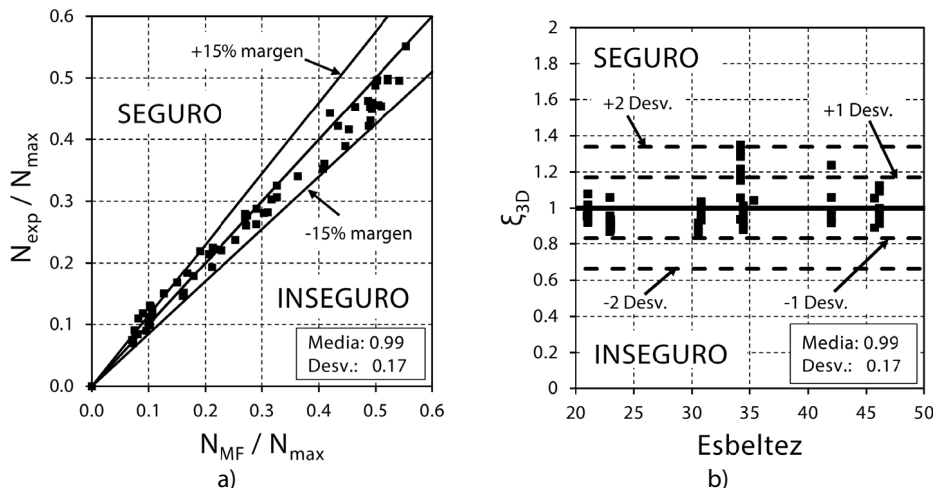 0.6
0.5
0.4
0.3
0.2
0.1
0.0
N_exp / N_max
+15% margen
SEGURO
-15% margen
INSEGURO
Media: 0.99
Desv.: 0.17
0.0 0.1 0.2 0.3 0.4 0.5 0.6
N_MF / N_max
a)
2
1.8
1.6
1.4
1.2
1
0.8
0.6
0.4
0.2
0
ξ_3D
SEGURO
+2 Desv.
+1 Desv.
-2 Desv.
-1 Desv.
INSEGURO
Media: 0.99
Desv.: 0.17
20 25 30 35 40 45 50
Esbeltez
b)